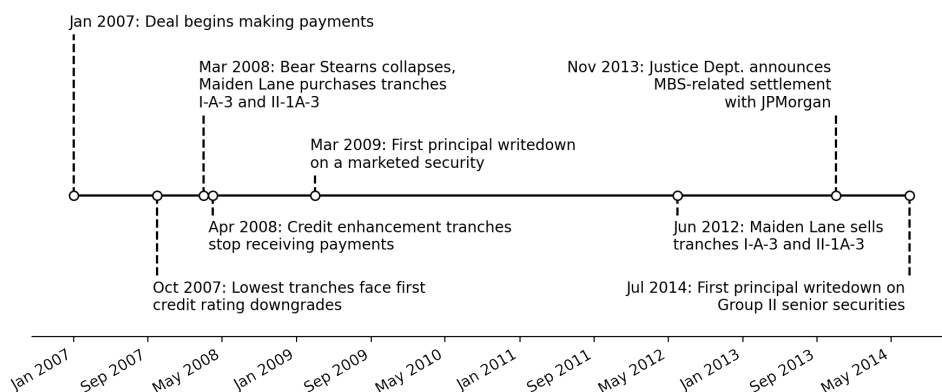 Jan 2007: Deal begins making payments
Mar 2008: Bear Stearns collapses,
Maiden Lane purchases tranches
I-A-3 and II-1A-3
Nov 2013: Justice Dept. announces
MBS-related settlement
with JPMorgan
Mar 2009: First principal writedown
on a marketed security
Apr 2008: Credit enhancement tranches
stop receiving payments
Jun 2012: Maiden Lane sells
tranches I-A-3 and II-1A-3
Oct 2007: Lowest tranches face first
credit rating downgrades
Jul 2014: First principal writedown on
Group II senior securities
Jan 2007
Sep 2007
May 2008
Jan 2009
Sep 2009
May 2010
Jan 2011
Sep 2011
May 2012
Jan 2013
Sep 2013
May 2014